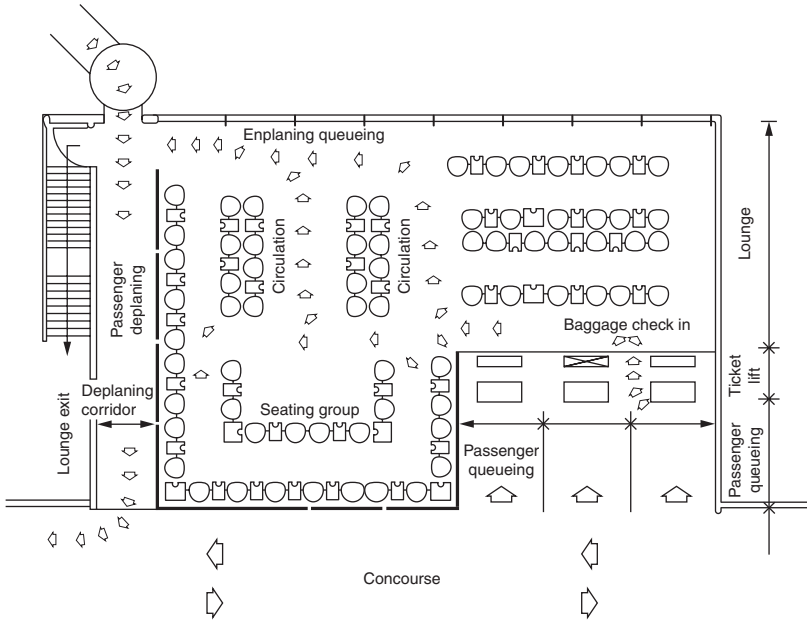 Enplaning queueing
Passenger
deplaning
Circulation
Circulation
Lounge
Baggage check in
Ticket
lift
Lounge exit
Deplaning
corridor
Seating group
Passenger
queueing
Passenger
queueing
Concourse